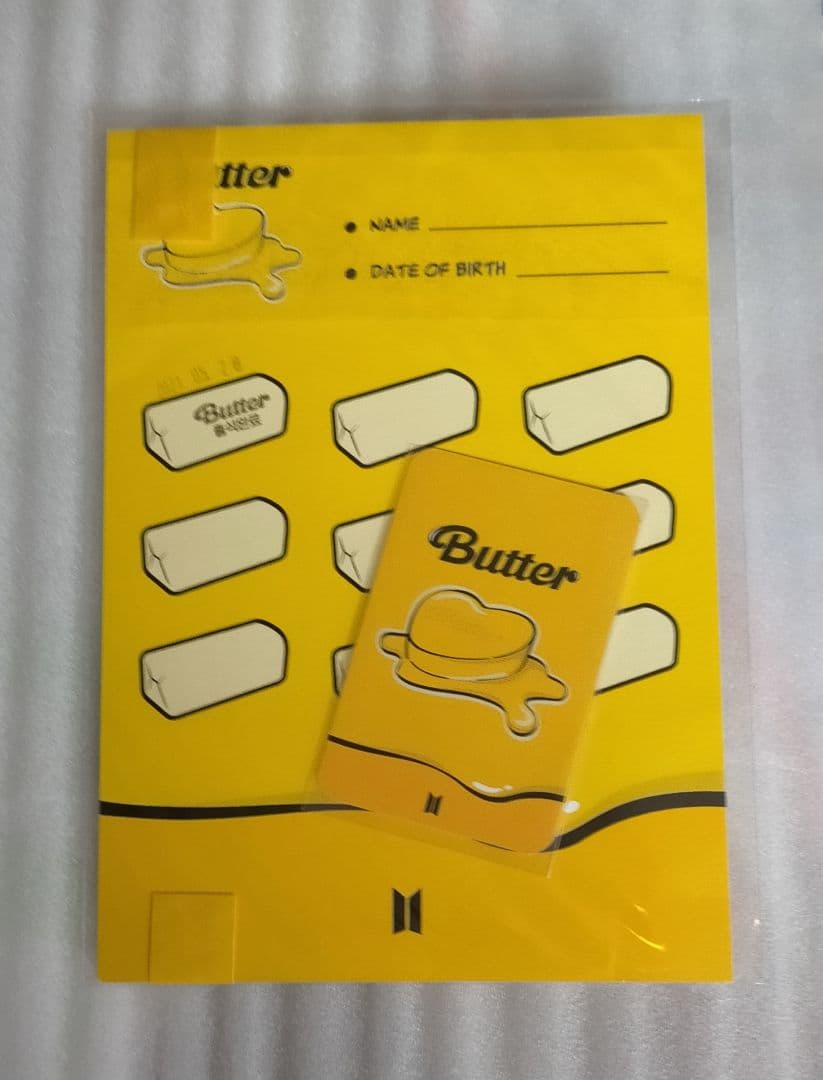 utter
NAME
DATE OF BIRTH
Butter
출석완료
Butter